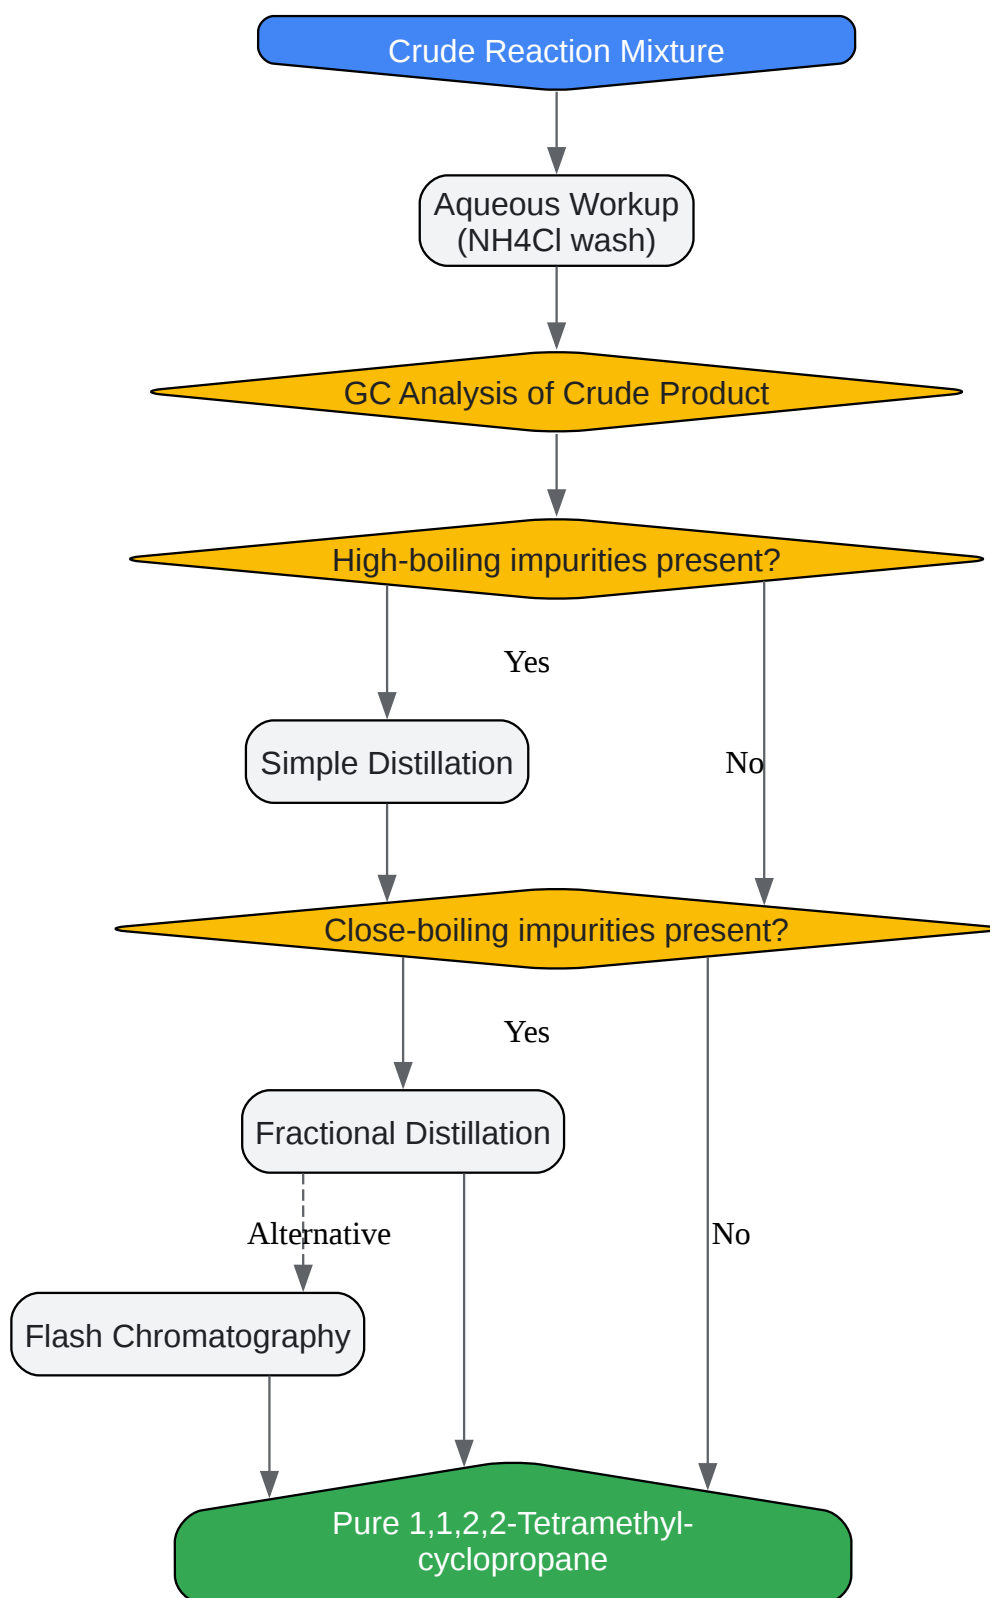 Crude Reaction Mixture
Aqueous Workup
(NH4Cl wash)
GC Analysis of Crude Product
High-boiling impurities present?
Yes
Simple Distillation
No
Close-boiling impurities present?
Yes
Fractional Distillation
Alternative
No
Flash Chromatography
Pure 1,1,2,2-Tetramethyl-
cyclopropane